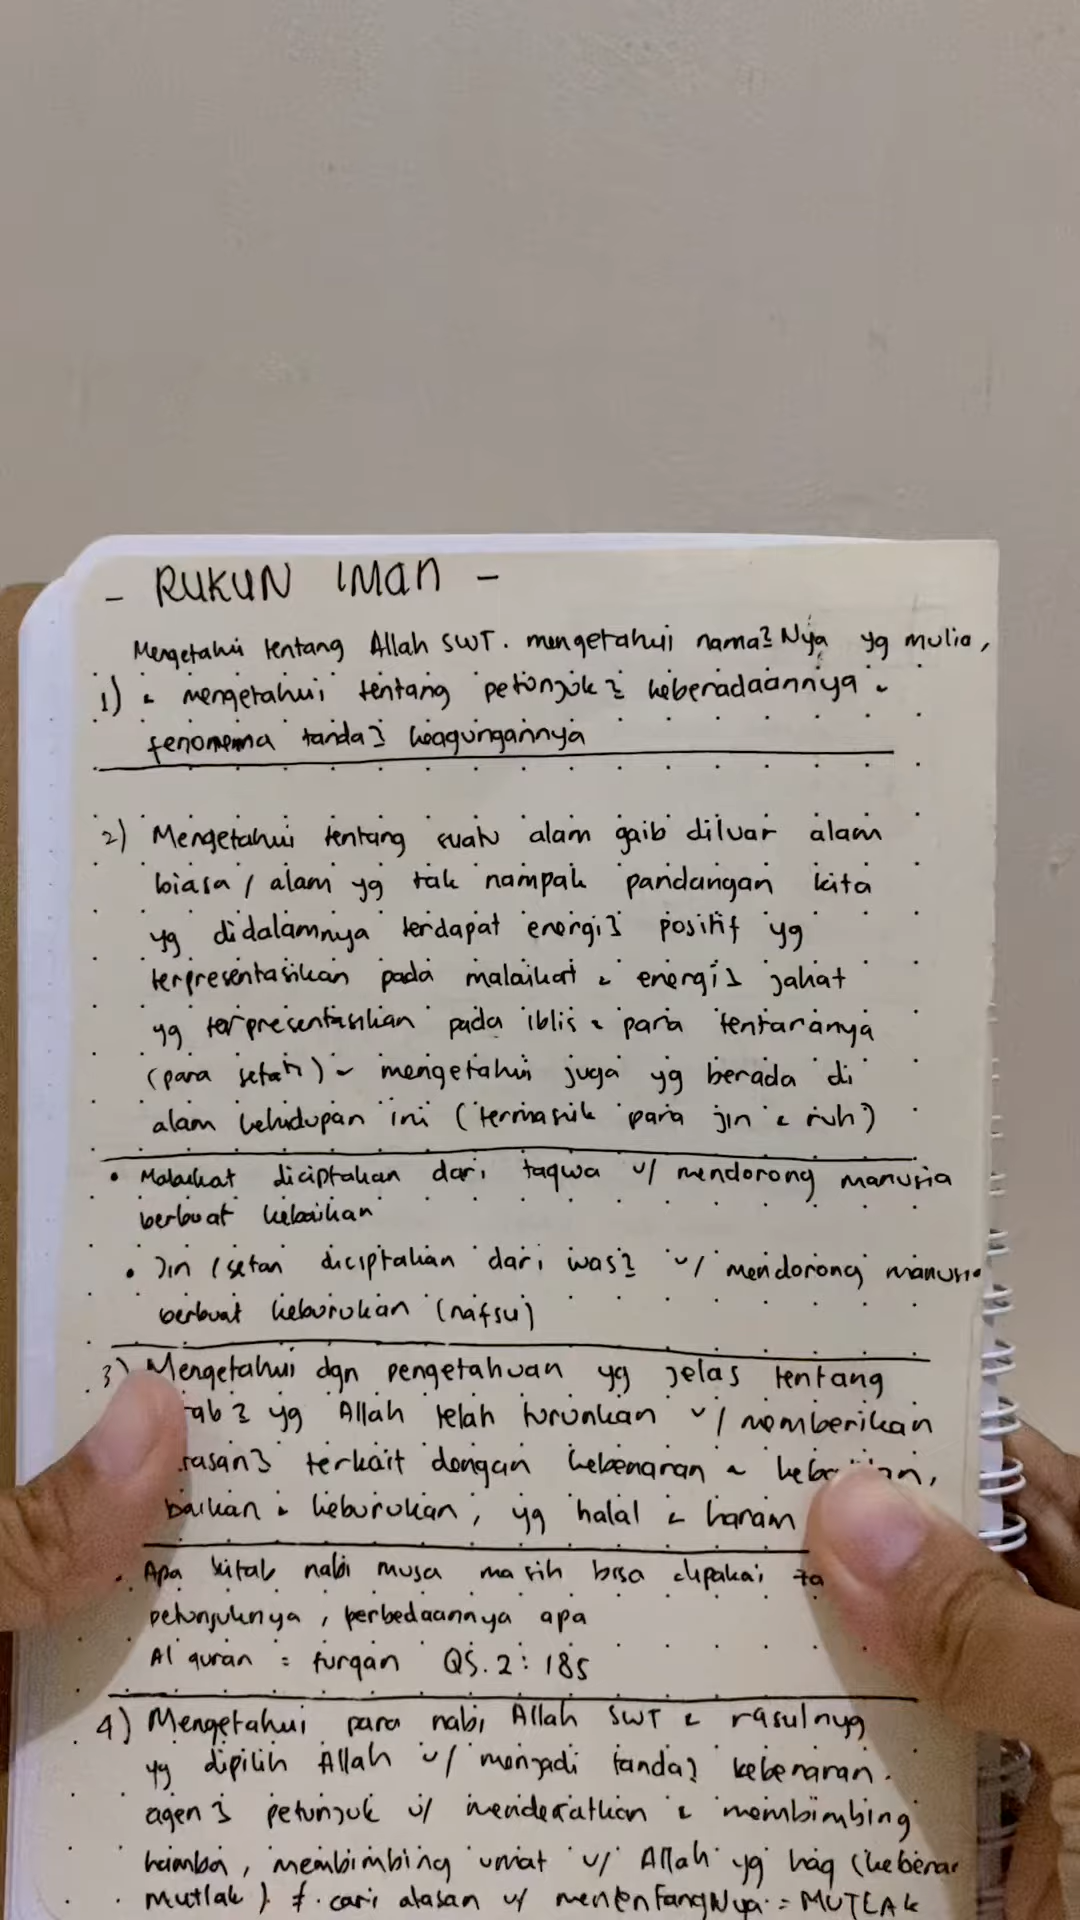 - RUKUN IMAN -
Mengetahui tentang Allah SWT. mengetahui nama2 Nya yg mulia,
1) & mengetahui tentang petunjuk2 keberadaannya &
fenomena tanda2 keagungannya
2) Mengetahui tentang suatu alam gaib diluar alam
biasa / alam yg tak nampak pandangan kita
yg didalamnya terdapat energi2 positif yg
terpresentasikan pada malaikat & energi2 jahat
yg terpresentasikan pada iblis & para tentaranya
(para setan) & mengetahui juga yg berada di
alam kehidupan ini (termasuk para jin & ruh)
• Malaikat diciptakan dari taqwa u/ mendorong manusia
berbuat kebaikan
• Jin / setan diciptakan dari was2 u/ mendorong manusi
berbuat keburukan (nafsu)
3) Mengetahui dgn pengetahuan yg jelas tentang
tab2 yg Allah telah turunkan u/ memberikan
rasan2 terkait dengan kebenaran &
baikan & keburukan, yg halal & haram
• Apa kitab nabi musa masih bisa dipakai
petunjuknya, perbedaannya apa
Al quran = furqan QS. 2: 185
4) Mengetahui para nabi Allah SWT & rasulnya
yg dipilih Allah u/ menjadi tanda2 kebenaran.
agen2 petunjuk u/ menderatkan & membimbing
hamba, membimbing umat u/ Allah yg haq (kebenar
Mutlak) ≠ cari alasan u/ menentangNya = MUTLAK